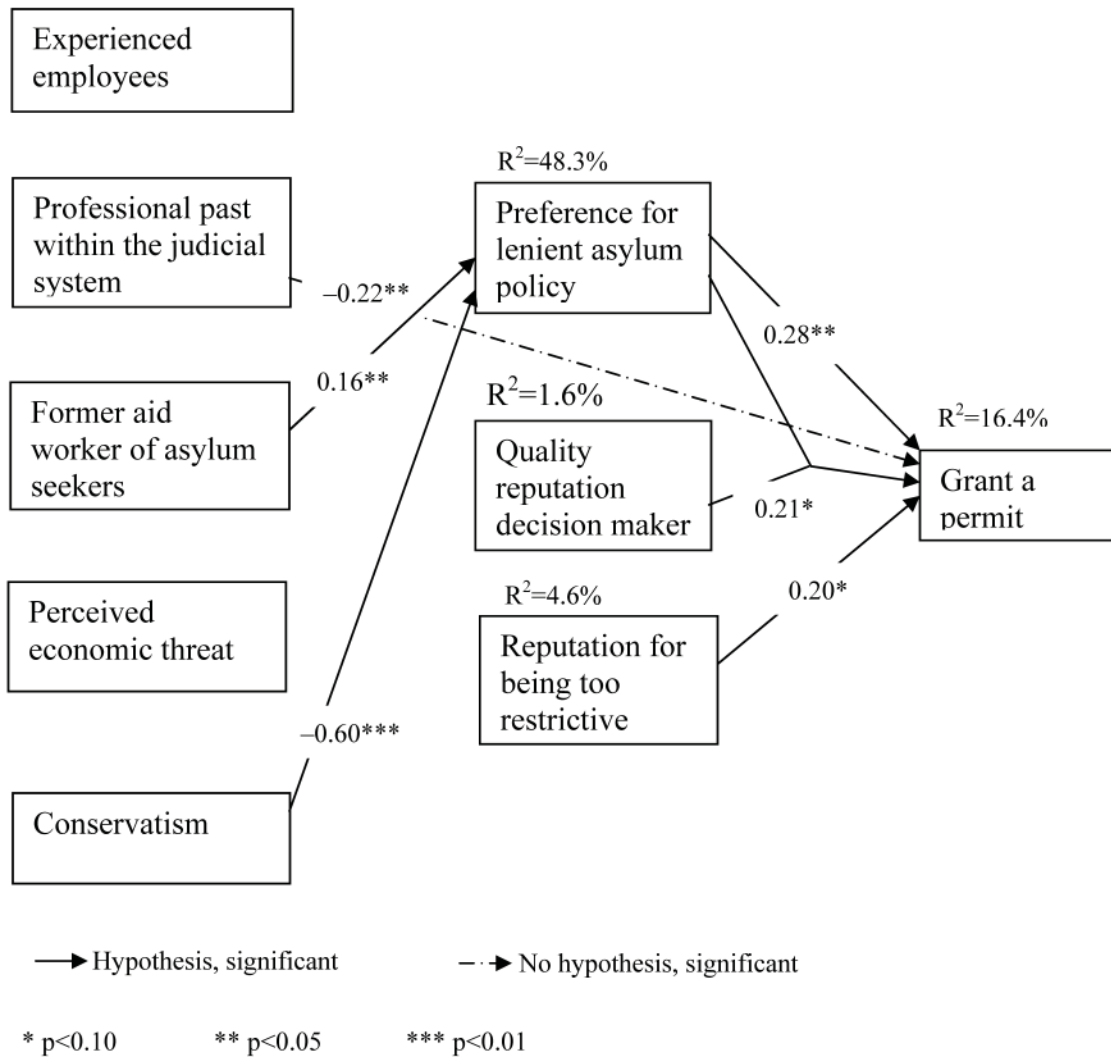 Experienced
employees
Professional past
within the judicial
system
Former aid
worker of asylum
seekers
Perceived
economic threat
Conservatism
–0.22**
0.16**
–0.60***
R²=48.3%
Preference for
lenient asylum
policy
R²=1.6%
Quality
reputation
decision maker
R²=4.6%
Reputation for
being too
restrictive
0.28**
0.21*
0.20*
R²=16.4%
Grant a
permit
Hypothesis, significant
No hypothesis, significant
* p<0.10 ** p<0.05 *** p<0.01